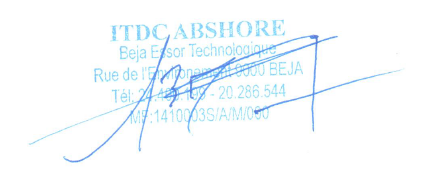 ITDC ABSHORE
Beja Essor Technologique
Rue de l'Environnement 9000 BEJA
Tél: - 20.286.544
MF:1410003S/A/M/000